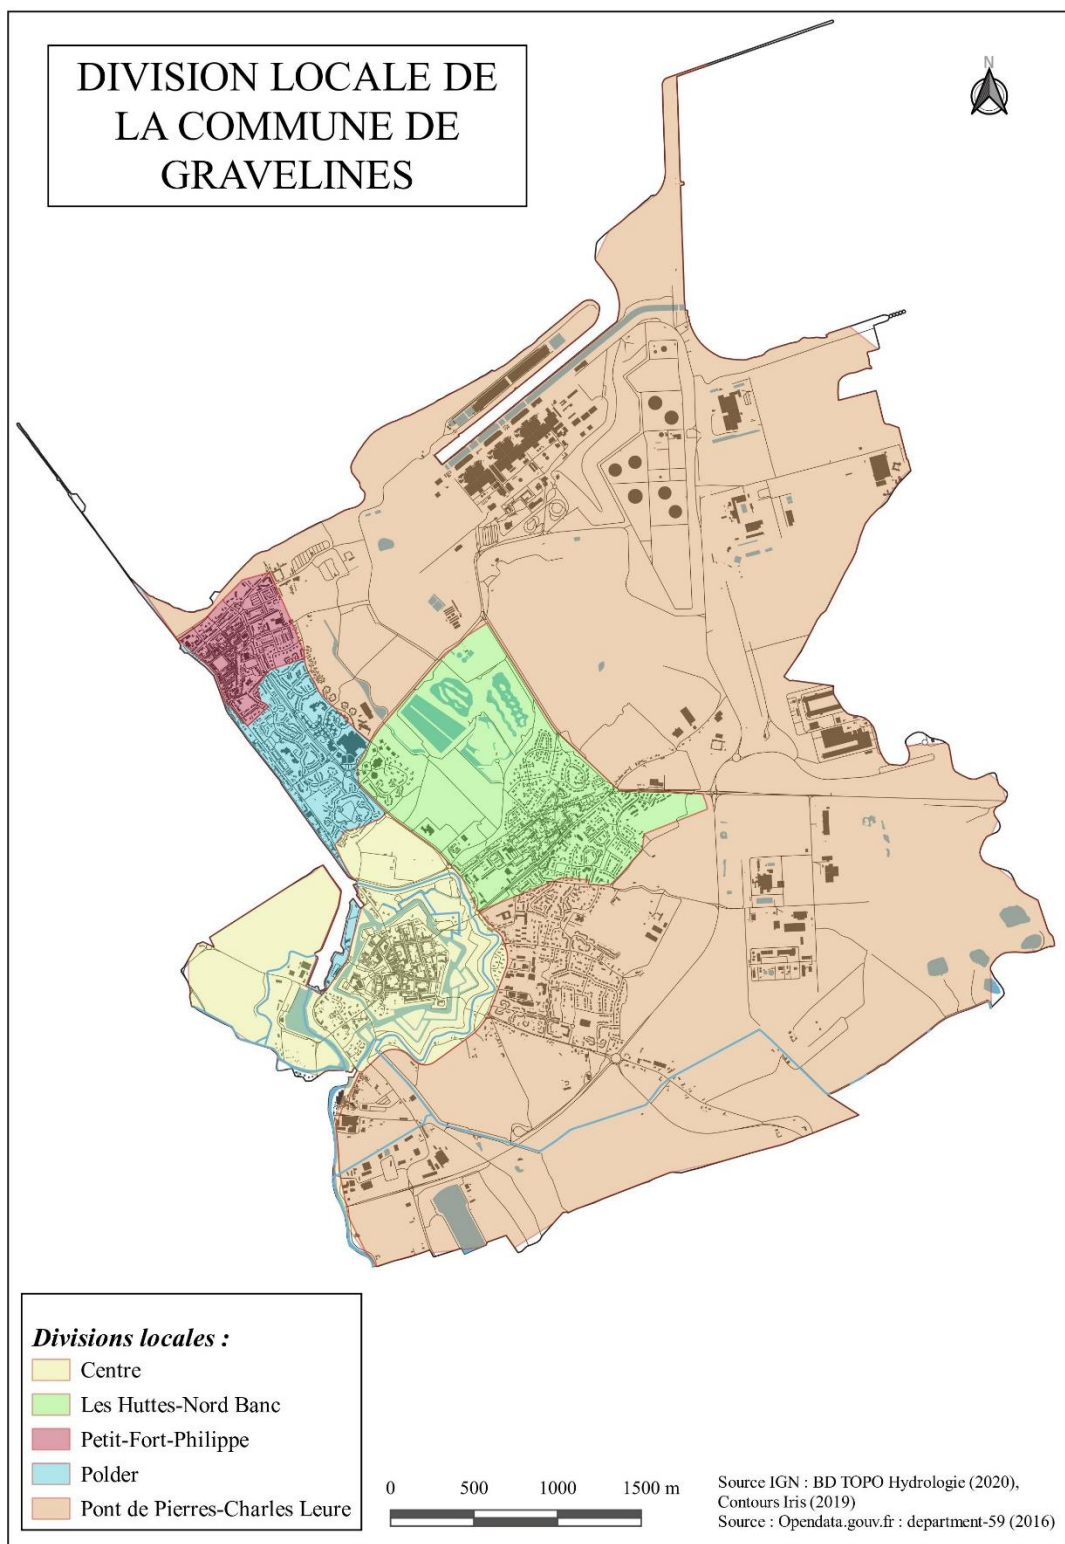 DIVISION LOCALE DE
LA COMMUNE DE
GRAVELINES
N
Divisions locales :
Centre
Les Huttes-Nord Banc
Petit-Fort-Philippe
Polder
Pont de Pierres-Charles Leure
0 500 1000 1500 m
Source IGN : BD TOPO Hydrologie (2020),
Contours Iris (2019)
Source : Opendata.gouv.fr : department-59 (2016)